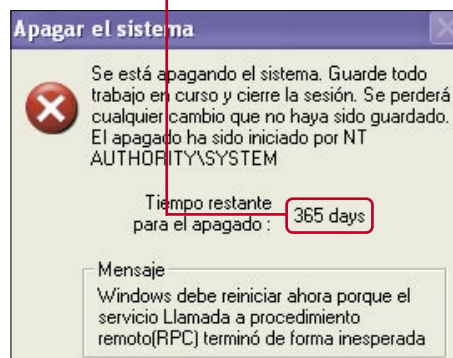 Apagar el sistema
Se está apagando el sistema. Guarde todo
trabajo en curso y cierre la sesión. Se perderá
cualquier cambio que no haya sido guardado.
El apagado ha sido iniciado por NT
AUTHORITY\SYSTEM
Tiempo restante
para el apagado : 365 days
Mensaje
Windows debe reiniciar ahora porque el
servicio Llamada a procedimiento
remoto(RPC) terminó de forma inesperada